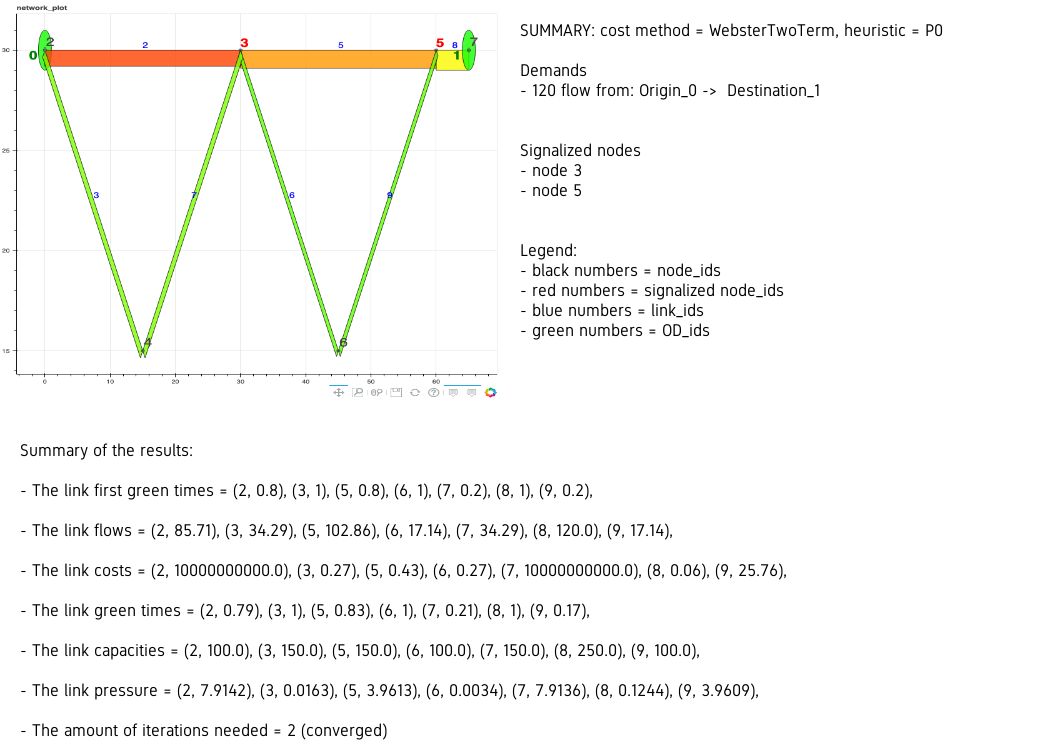 network_plot
SUMMARY: cost method = WebsterTwoTerm, heuristic = P0
Demands
- 120 flow from: Origin_0 -> Destination_1
Signalized nodes
- node 3
- node 5
Legend:
- black numbers = node_ids
- red numbers = signalized node_ids
- blue numbers = link_ids
- green numbers = OD_ids
30
25
20
15
0
10
20
30
40
50
60
0
2
2
3
5
5
8
1
7
3
7
6
9
4
6
Summary of the results:
- The link first green times = (2, 0.8), (3, 1), (5, 0.8), (6, 1), (7, 0.2), (8, 1), (9, 0.2),
- The link flows = (2, 85.71), (3, 34.29), (5, 102.86), (6, 17.14), (7, 34.29), (8, 120.0), (9, 17.14),
- The link costs = (2, 10000000000.0), (3, 0.27), (5, 0.43), (6, 0.27), (7, 10000000000.0), (8, 0.06), (9, 25.76),
- The link green times = (2, 0.79), (3, 1), (5, 0.83), (6, 1), (7, 0.21), (8, 1), (9, 0.17),
- The link capacities = (2, 100.0), (3, 150.0), (5, 150.0), (6, 100.0), (7, 150.0), (8, 250.0), (9, 100.0),
- The link pressure = (2, 7.9142), (3, 0.0163), (5, 3.9613), (6, 0.0034), (7, 7.9136), (8, 0.1244), (9, 3.9609),
- The amount of iterations needed = 2 (converged)